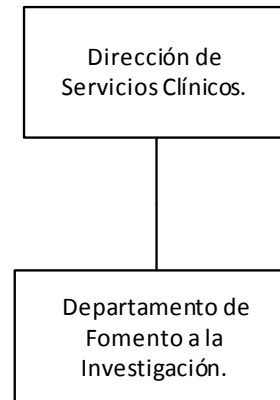 Dirección de
Servicios Clínicos.
Departamento de
Fomento a la
Investigación.